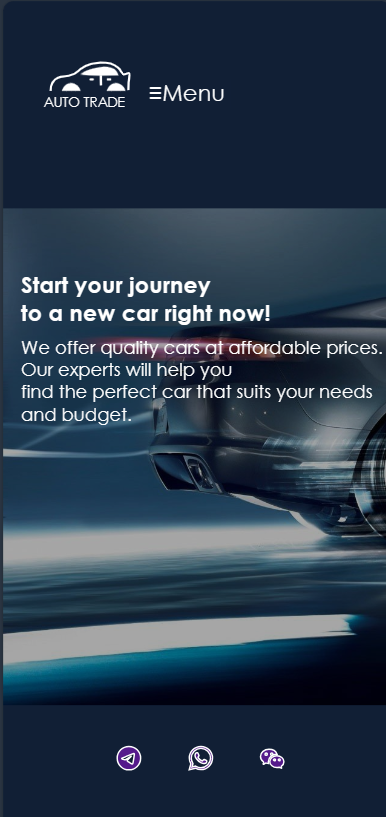 AUTO TRADE
≡Menu
Start your journey
to a new car right now!
We offer quality cars at affordable prices.
Our experts will help you
find the perfect car that suits your needs
and budget.